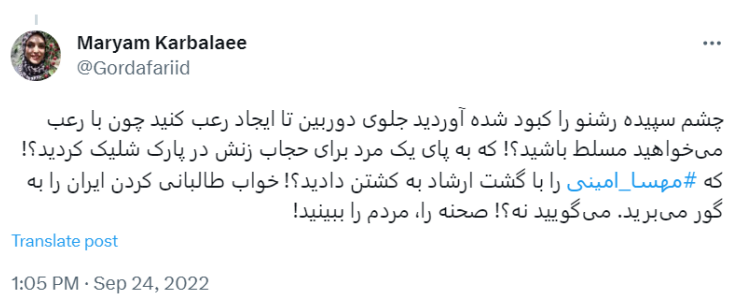 Maryam Karbalaee
@Gordafariid
چشم سپیده رشنو را کبود شده آوردید جلوی دوربین تا ایجاد رعب کنید چون با رعب
می‌خواهید مسلط باشید؟! که به پای یک مرد برای حجاب زنش در پارک شلیک کردید؟!
که #مهسا_امینی را با گشت ارشاد به کشتن دادید؟! خواب طالبانی کردن ایران را به
گور می‌برید. می‌گویید نه؟! صحنه را، مردم را ببینید!
Translate post
1:05 PM · Sep 24, 2022